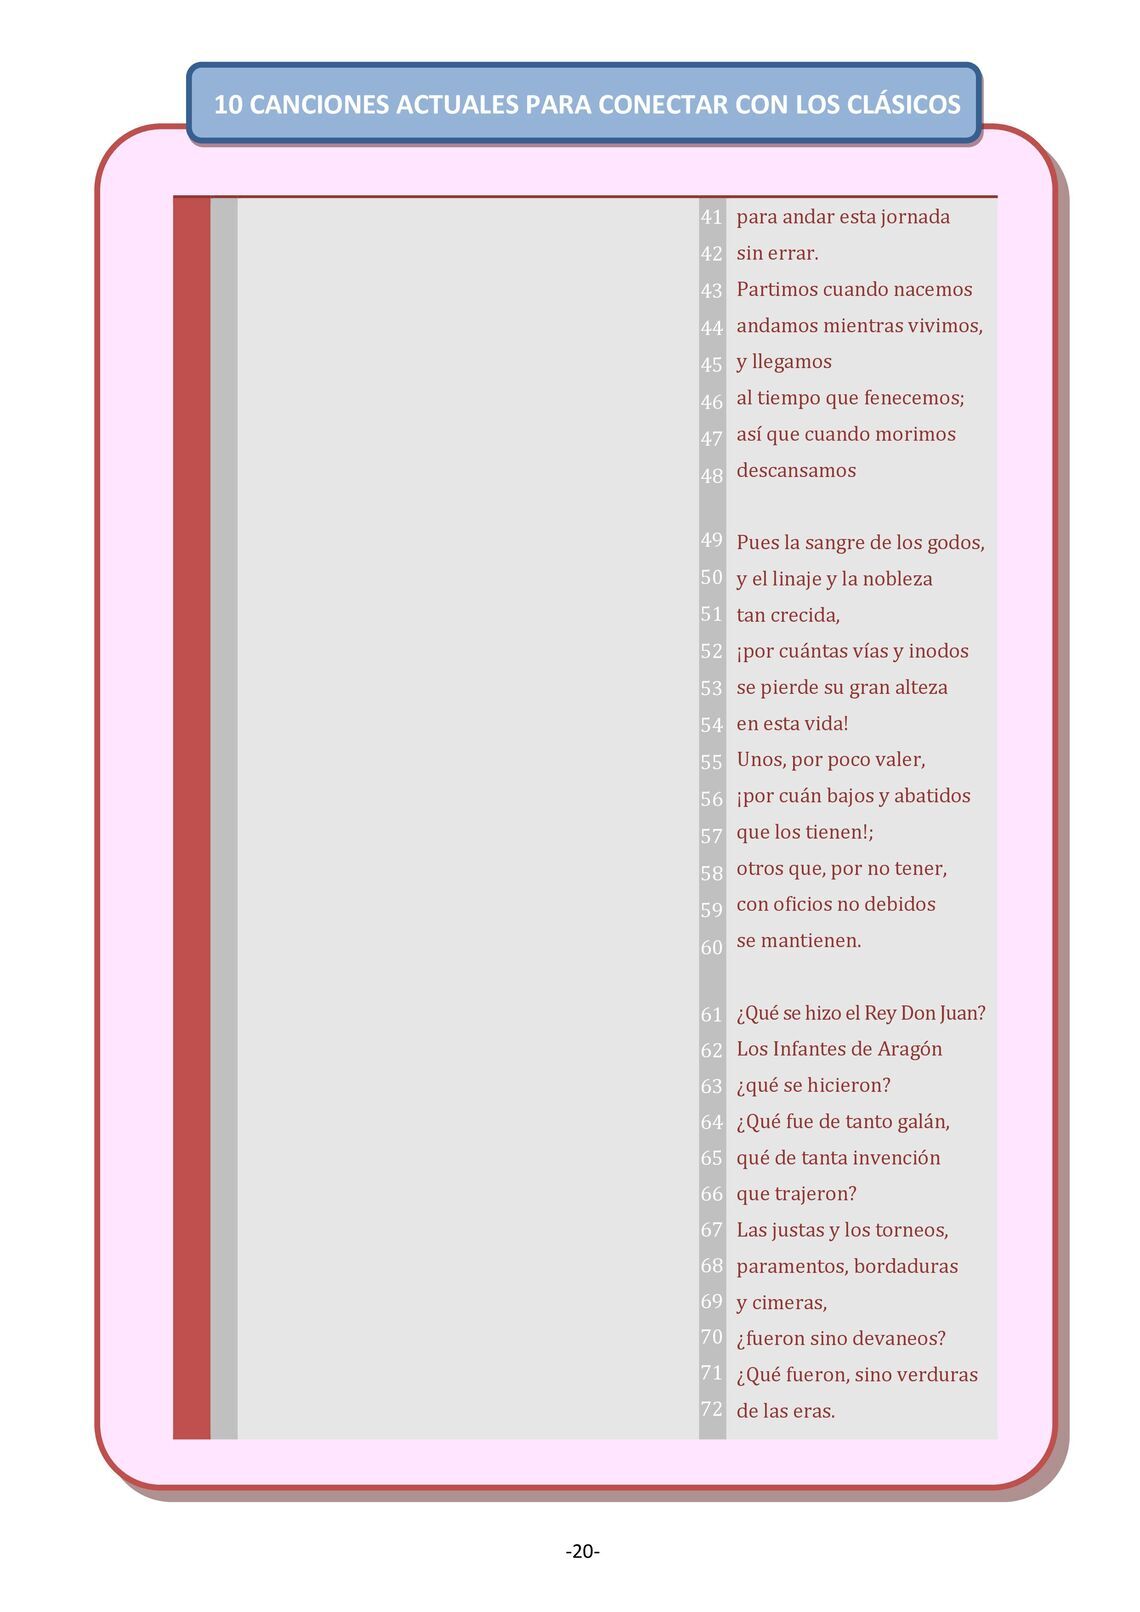 10 CANCIONES ACTUALES PARA CONECTAR CON LOS CLÁSICOS
41 para andar esta jornada
42 sin errar.
43 Partimos cuando nacemos
44 andamos mientras vivimos,
45 y llegamos
46 al tiempo que fenecemos;
47 así que cuando morimos
48 descansamos
49 Pues la sangre de los godos,
50 y el linaje y la nobleza
51 tan crecida,
52 ¡por cuántas vías y inodos
53 se pierde su gran alteza
54 en esta vida!
55 Unos, por poco valer,
56 ¡por cuán bajos y abatidos
57 que los tienen!;
58 otros que, por no tener,
59 con oficios no debidos
60 se mantienen.
61 ¿Qué se hizo el Rey Don Juan?
62 Los Infantes de Aragón
63 ¿qué se hicieron?
64 ¿Qué fue de tanto galán,
65 qué de tanta invención
66 que trajeron?
67 Las justas y los torneos,
68 paramentos, bordaduras
69 y cimeras,
70 ¿fueron sino devaneos?
71 ¿Qué fueron, sino verduras
72 de las eras.
-20-